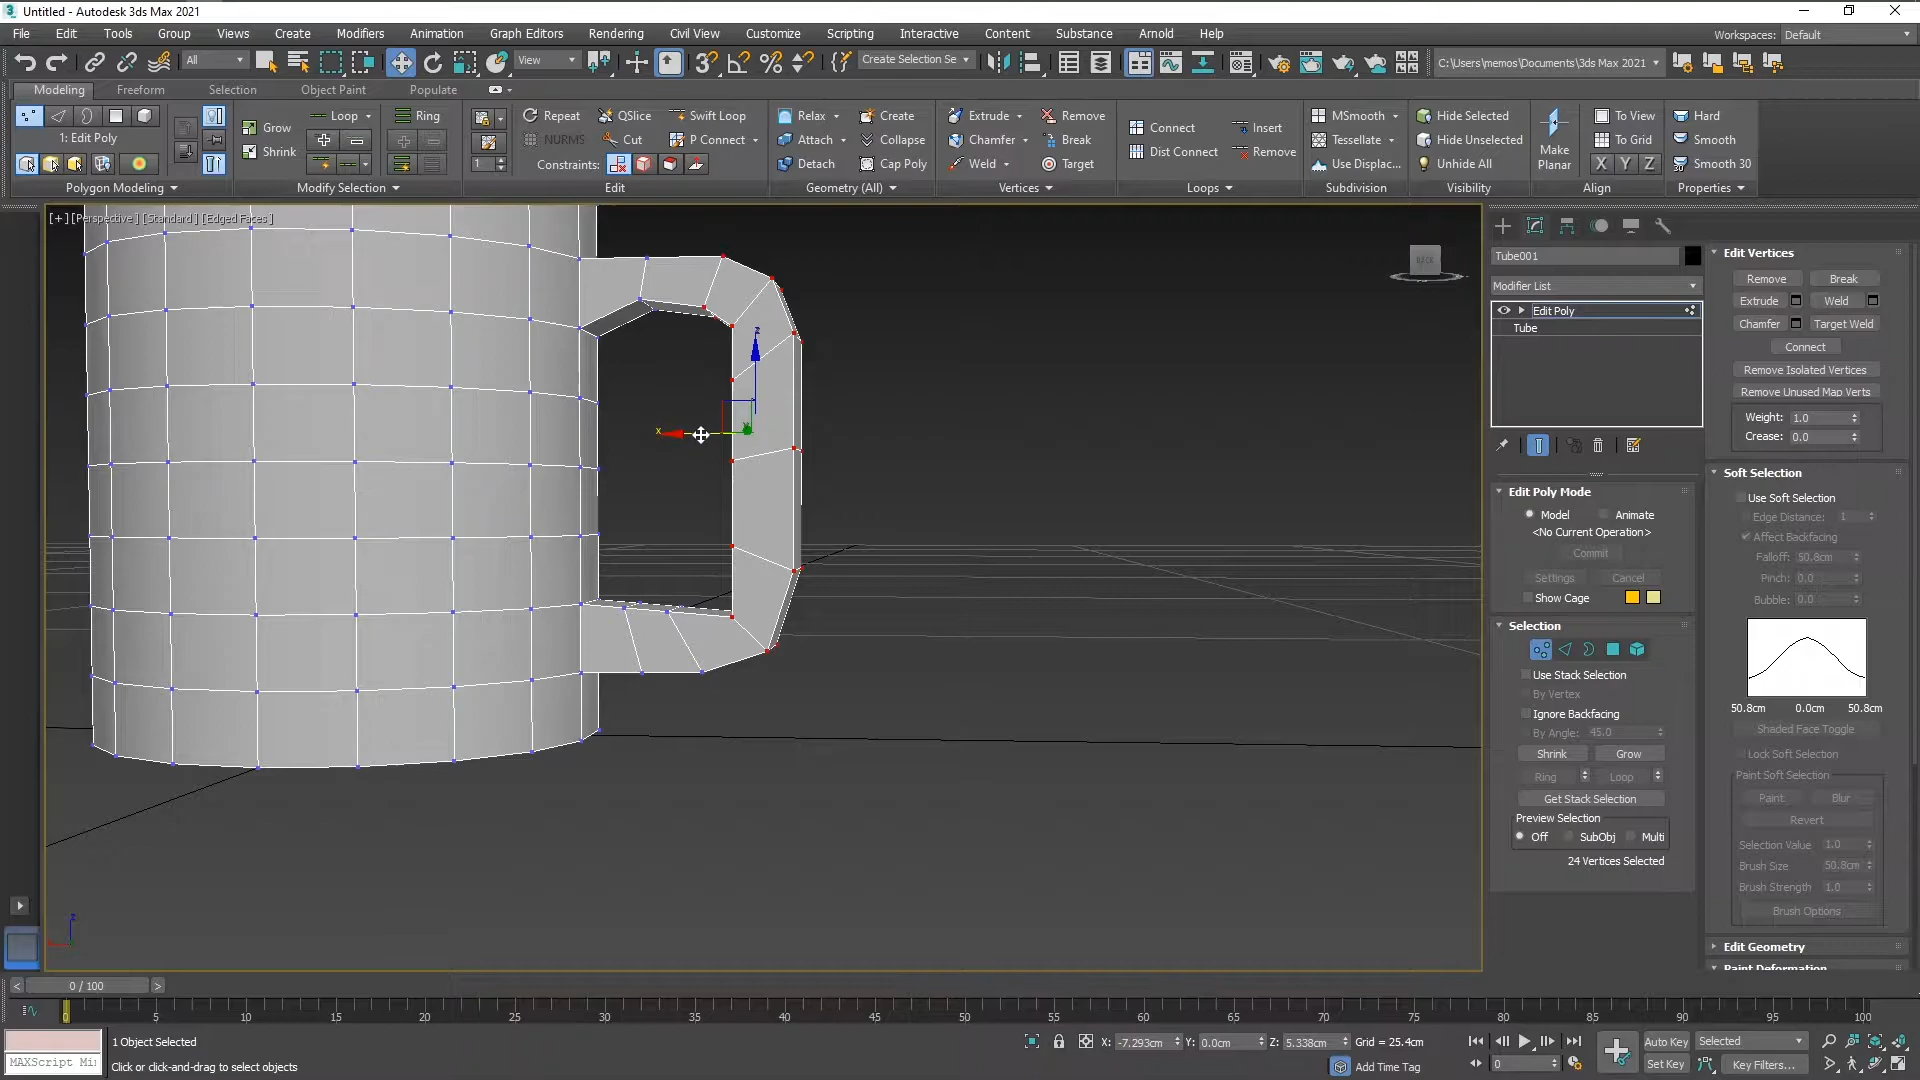 Untitled - Autodesk 3ds Max 2021
File Edit Tools Group Views Create Modifiers Animation Graph Editors Rendering Civil View Customize Scripting Interactive Content Substance Arnold Help
Workspaces: Default
All View Create Selection Se C:\Users\memos\Documents\3ds Max 2021
Modeling Freeform Selection Object Paint Populate
1: Edit Poly
Grow Loop Ring
Shrink
Repeat QSlice Swift Loop
NURMS Cut P Connect
Constraints:
1
Relax Create
Attach Collapse
Detach Cap Poly
Extrude Remove
Chamfer Break
Weld Target
Connect Insert
Dist Connect Remove
MSmooth
Tessellate
Use Displac...
Hide Selected
Hide Unselected
Unhide All
Make Planar
To View
To Grid
X Y Z
Hard
Smooth
Smooth 30
Polygon Modeling Modify Selection Edit Geometry (All) Vertices Loops Subdivision Visibility Align Properties
[+] [Perspective ] [Standard ] [Edged Faces ]
BACK
z
x
z
Tube001
Modifier List
Edit Poly
Tube
Edit Poly Mode
Model Animate
<No Current Operation>
Commit
Settings Cancel
Show Cage
Selection
Use Stack Selection
By Vertex
Ignore Backfacing
By Angle: 45.0
Shrink Grow
Ring Loop
Get Stack Selection
Preview Selection
Off SubObj Multi
24 Vertices Selected
Edit Vertices
Remove Break
Extrude Weld
Chamfer Target Weld
Connect
Remove Isolated Vertices
Remove Unused Map Verts
Weight: 1.0
Crease: 0.0
Soft Selection
Use Soft Selection
Edge Distance: 1
Affect Backfacing
Falloff: 50.8cm
Pinch: 0.0
Bubble: 0.0
50.8cm 0.0cm 50.8cm
Shaded Face Toggle
Lock Soft Selection
Paint Soft Selection
Paint Blur
Revert
Selection Value 1.0
Brush Size 50.8cm
Brush Strength 1.0
Brush Options
Edit Geometry
Paint Deformation
< 0 / 100 >
0 5 10 15 20 25 30 35 40 45 50 55 60 65 70 75 80 85 90 95 100
1 Object Selected
MAXScript Mi
Click or click-and-drag to select objects
X: -7.293cm Y: 0.0cm Z: 5.338cm Grid = 25.4cm
Add Time Tag
0
Auto Key Selected
Set Key Key Filters...